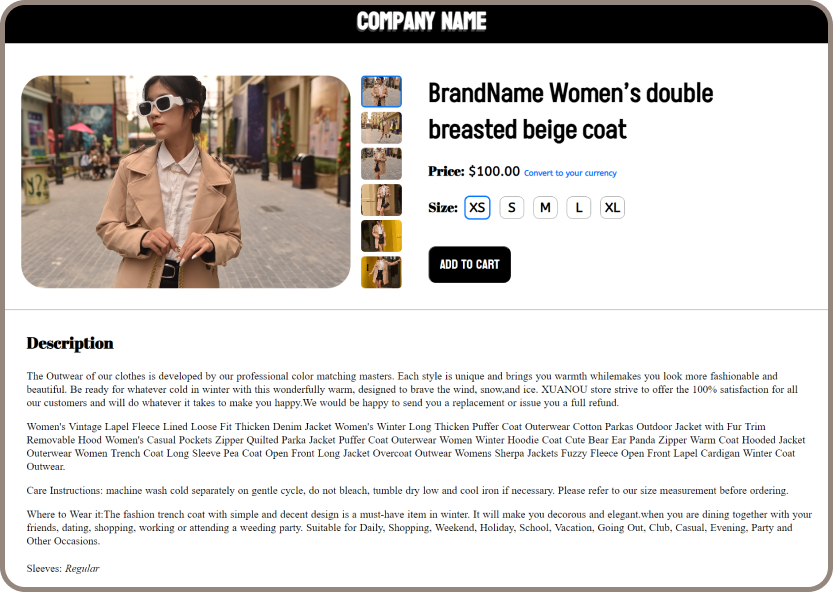 COMPANY NAME
BrandName Women's double
breasted beige coat
Price: $100.00 Convert to your currency
Size: XS S M L XL
ADD TO CART
Description
The Outwear of our clothes is developed by our professional color matching masters. Each style is unique and brings you warmth whilemakes you look more fashionable and
beautiful. Be ready for whatever cold in winter with this wonderfully warm, designed to brave the wind, snow,and ice. XUANOU store strive to offer the 100% satisfaction for all
our customers and will do whatever it takes to make you happy.We would be happy to send you a replacement or issue you a full refund.
Women's Vintage Lapel Fleece Lined Loose Fit Thicken Denim Jacket Women's Winter Long Thicken Puffer Coat Outerwear Cotton Parkas Outdoor Jacket with Fur Trim
Removable Hood Women's Casual Pockets Zipper Quilted Parka Jacket Puffer Coat Outerwear Women Winter Hoodie Coat Cute Bear Ear Panda Zipper Warm Coat Hooded Jacket
Outerwear Women Trench Coat Long Sleeve Pea Coat Open Front Long Jacket Overcoat Outwear Womens Sherpa Jackets Fuzzy Fleece Open Front Lapel Cardigan Winter Coat
Outwear.
Care Instructions: machine wash cold separately on gentle cycle, do not bleach, tumble dry low and cool iron if necessary. Please refer to our size measurement before ordering.
Where to Wear it:The fashion trench coat with simple and decent design is a must-have item in winter. It will make you decorous and elegant.when you are dining together with your
friends, dating, shopping, working or attending a weeding party. Suitable for Daily, Shopping, Weekend, Holiday, School, Vacation, Going Out, Club, Casual, Evening, Party and
Other Occasions.
Sleeves: Regular